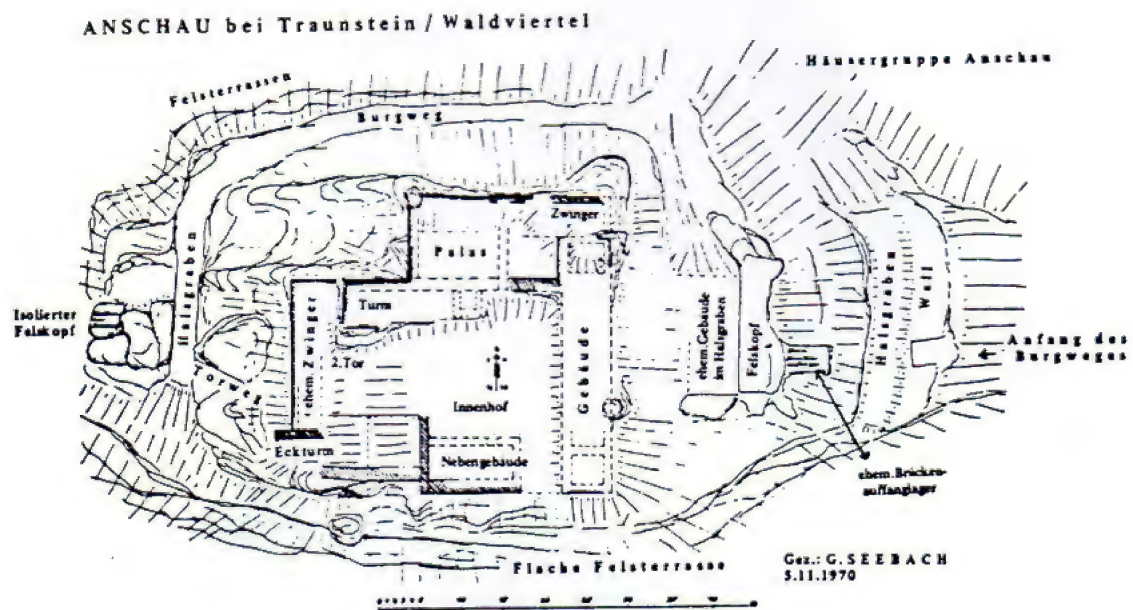 ANSCHAU bei Traunstein / Waldviertel
Häusergruppe Anschau
Felsterrassen
Burgweg
Zwinger
Palas
Halsgraben
Isolierter
Felskopf
Turm
ehem. Zwinger
2. Tor
Torweg
Innenhof
Gebäude
ehem. Gebäude
im Halsgraben
Felskopf
Halsgraben
Wall
Anfang des
Burgweges
Eckturm
Nebengebäude
ehem. Brücken-
auffanglager
Flache Felsterrasse
Gez.: G. SEEBACH
5.11.1970